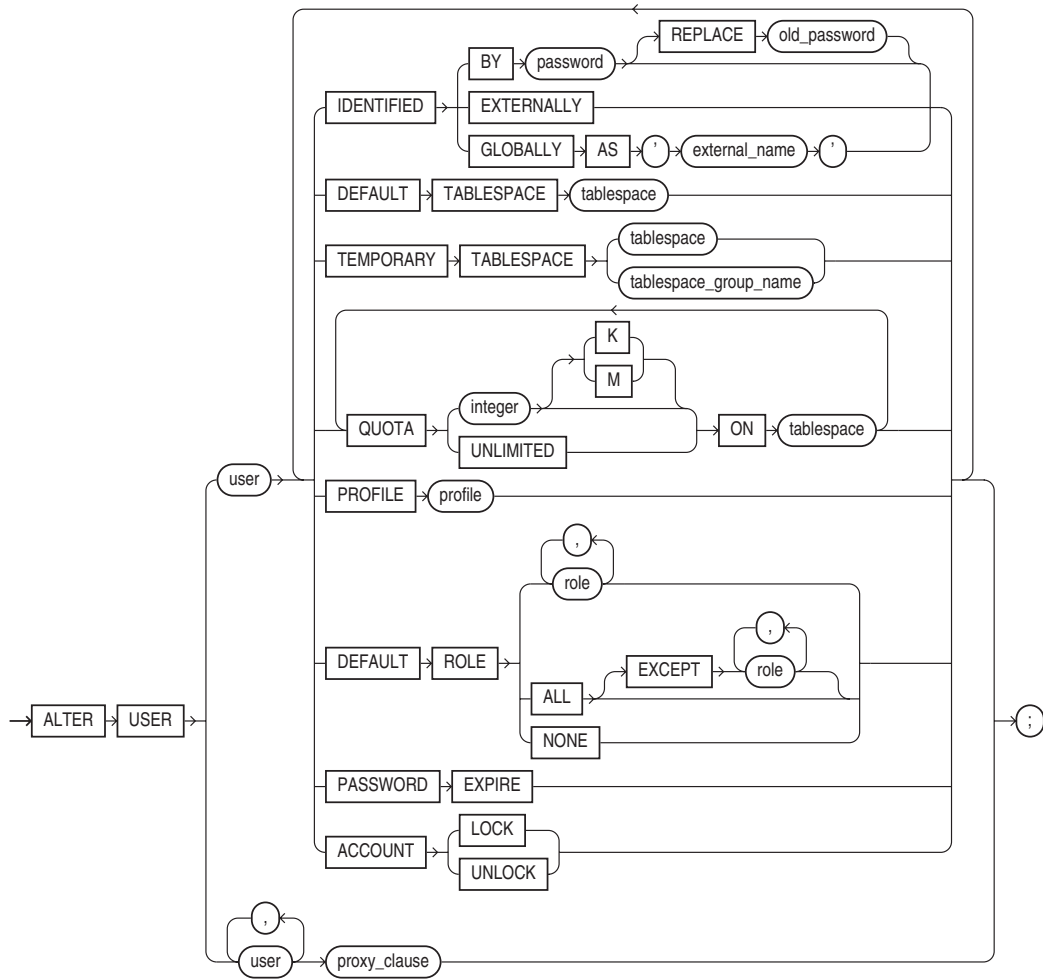 REPLACE old_password
BY password
IDENTIFIED EXTERNALLY
GLOBALLY AS ' external_name '
DEFAULT TABLESPACE tablespace
tablespace
TEMPORARY TABLESPACE
tablespace_group_name
K
M
integer
QUOTA ON tablespace
UNLIMITED
user
PROFILE profile
,
role
,
DEFAULT ROLE EXCEPT role
ALL
ALTER USER ;
NONE
PASSWORD EXPIRE
LOCK
ACCOUNT
UNLOCK
,
user proxy_clause